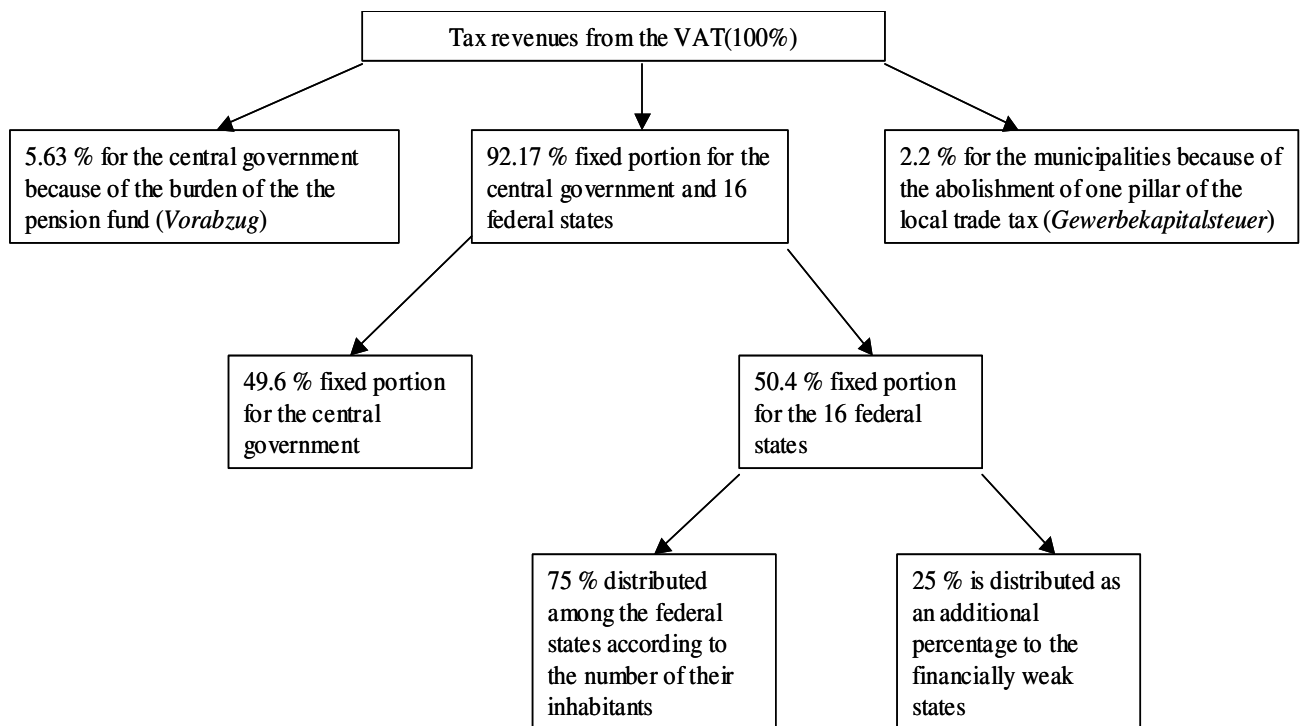 Tax revenues from the VAT(100%)
5.63 % for the central government
because of the burden of the the
pension fund (Vorabzug)
92.17 % fixed portion for the
central government and 16
federal states
2.2 % for the municipalities because of
the abolishment of one pillar of the
local trade tax (Gewerbekapitalsteuer)
49.6 % fixed portion
for the central
government
50.4 % fixed portion
for the 16 federal
states
75 % distributed
among the federal
states according to
the number of their
inhabitants
25 % is distributed as
an additional
percentage to the
financially weak
states